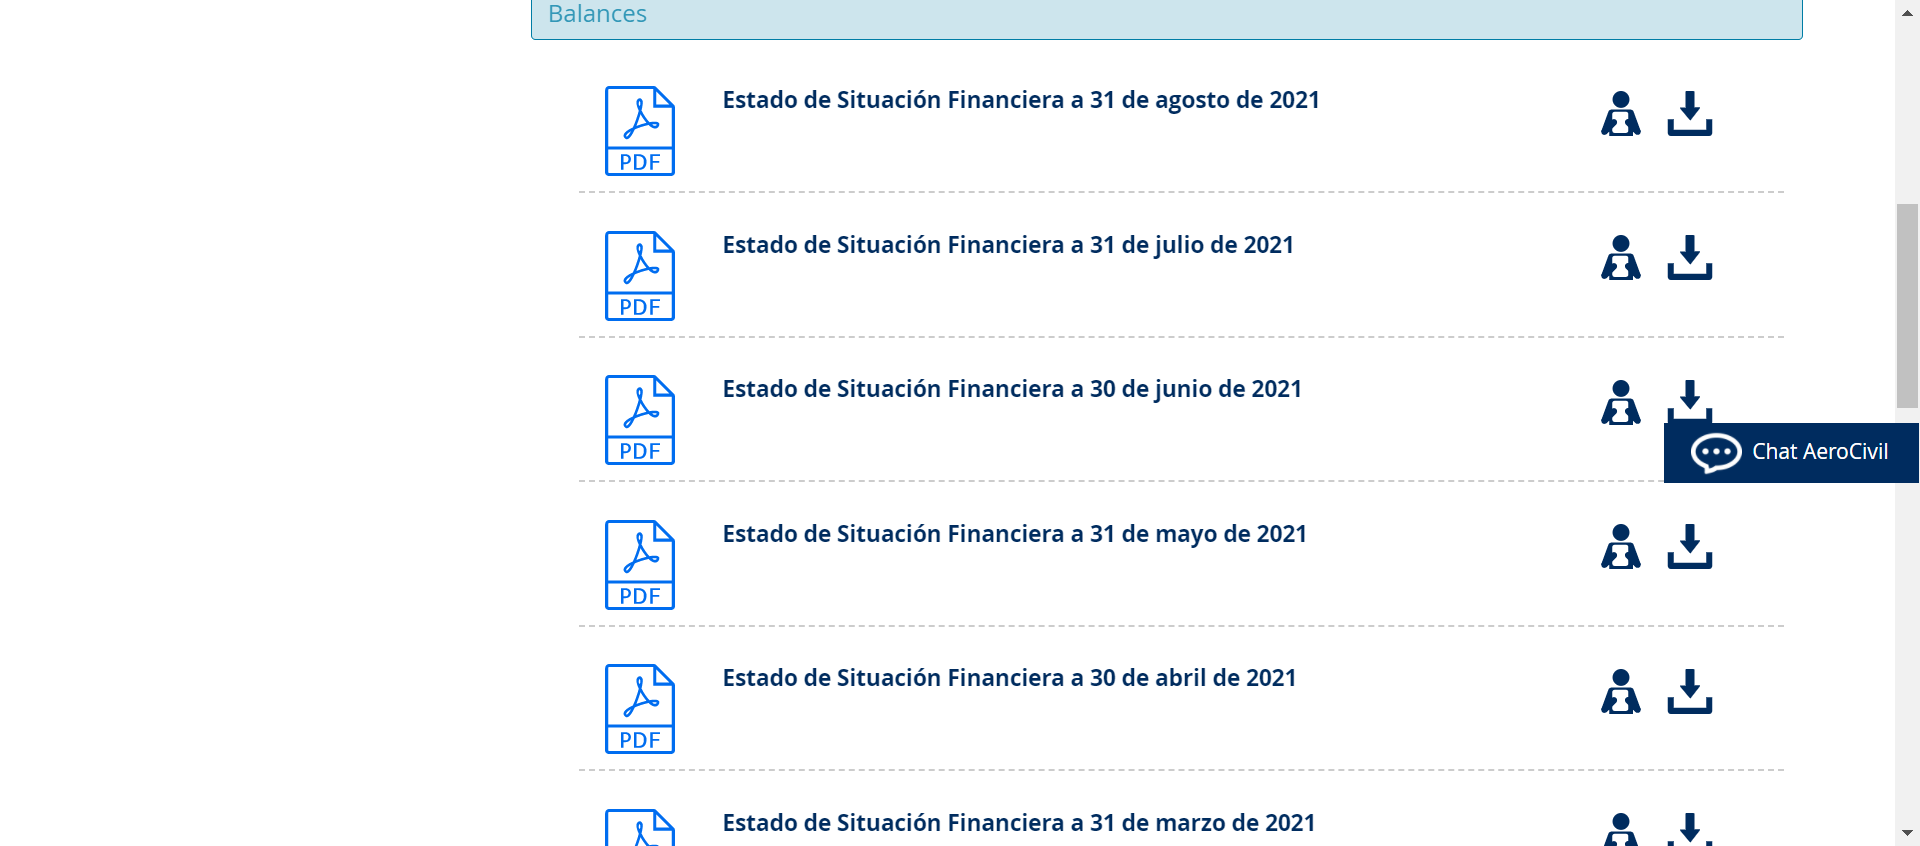 Balances
Estado de Situación Financiera a 31 de agosto de 2021
PDF
Estado de Situación Financiera a 31 de julio de 2021
PDF
Estado de Situación Financiera a 30 de junio de 2021
PDF
Chat AeroCivil
Estado de Situación Financiera a 31 de mayo de 2021
PDF
Estado de Situación Financiera a 30 de abril de 2021
PDF
Estado de Situación Financiera a 31 de marzo de 2021